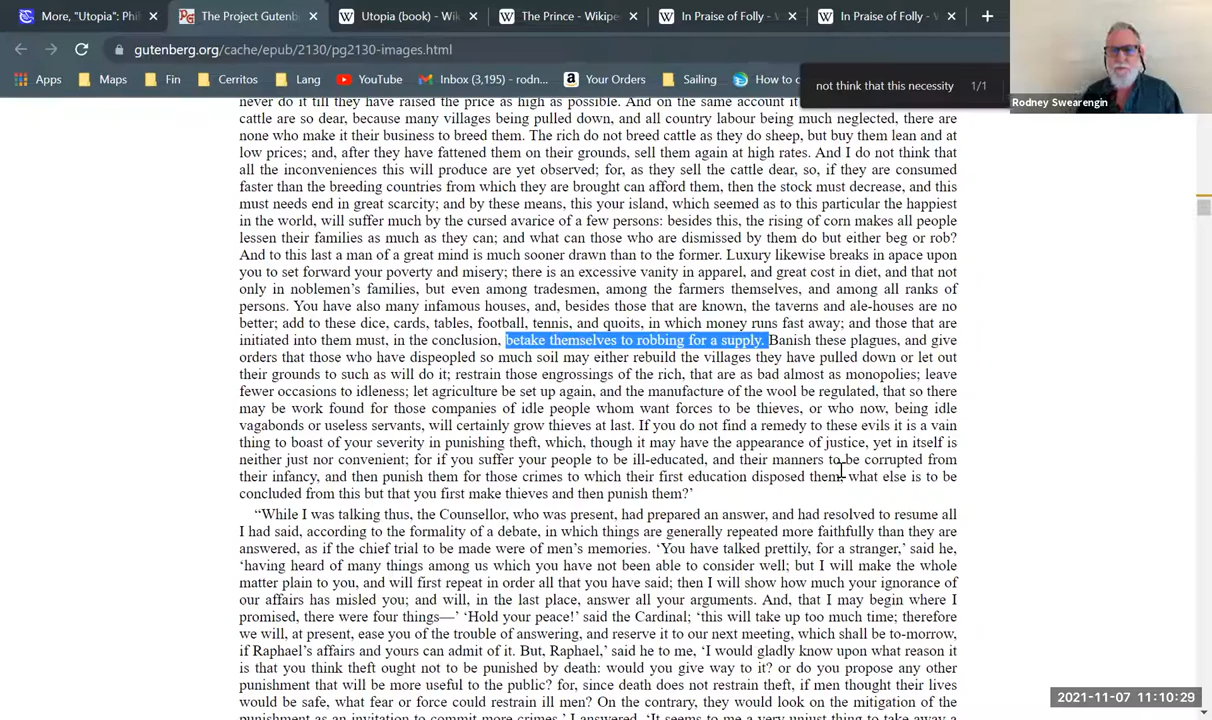 More, "Utopia": Phil
The Project Gutenb
Utopia (book) - Wik
The Prince - Wikipe
In Praise of Folly -
In Praise of Folly - W
gutenberg.org/cache/epub/2130/pg2130-images.html
Apps Maps Fin Cerritos Lang YouTube Inbox (3,195) - rodn... Your Orders Sailing How to c
not think that this necessity 1/1
Rodney Swearengin
never do it till they have raised the price as high as possible. And on the same account it
cattle are so dear, because many villages being pulled down, and all country labour being much neglected, there are
none who make it their business to breed them. The rich do not breed cattle as they do sheep, but buy them lean and at
low prices; and, after they have fattened them on their grounds, sell them again at high rates. And I do not think that
all the inconveniences this will produce are yet observed; for, as they sell the cattle dear, so, if they are consumed
faster than the breeding countries from which they are brought can afford them, then the stock must decrease, and this
must needs end in great scarcity; and by these means, this your island, which seemed as to this particular the happiest
in the world, will suffer much by the cursed avarice of a few persons: besides this, the rising of corn makes all people
lessen their families as much as they can; and what can those who are dismissed by them do but either beg or rob?
And to this last a man of a great mind is much sooner drawn than to the former. Luxury likewise breaks in apace upon
you to set forward your poverty and misery; there is an excessive vanity in apparel, and great cost in diet, and that not
only in noblemen’s families, but even among tradesmen, among the farmers themselves, and among all ranks of
persons. You have also many infamous houses, and, besides those that are known, the taverns and ale-houses are no
better; add to these dice, cards, tables, football, tennis, and quoits, in which money runs fast away; and those that are
initiated into them must, in the conclusion, betake themselves to robbing for a supply. Banish these plagues, and give
orders that those who have dispeopled so much soil may either rebuild the villages they have pulled down or let out
their grounds to such as will do it; restrain those engrossings of the rich, that are as bad almost as monopolies; leave
fewer occasions to idleness; let agriculture be set up again, and the manufacture of the wool be regulated, that so there
may be work found for those companies of idle people whom want forces to be thieves, or who now, being idle
vagabonds or useless servants, will certainly grow thieves at last. If you do not find a remedy to these evils it is a vain
thing to boast of your severity in punishing theft, which, though it may have the appearance of justice, yet in itself is
neither just nor convenient; for if you suffer your people to be ill-educated, and their manners to be corrupted from
their infancy, and then punish them for those crimes to which their first education disposed them, what else is to be
concluded from this but that you first make thieves and then punish them?’
“While I was talking thus, the Counsellor, who was present, had prepared an answer, and had resolved to resume all
I had said, according to the formality of a debate, in which things are generally repeated more faithfully than they are
answered, as if the chief trial to be made were of men’s memories. ‘You have talked prettily, for a stranger,’ said he,
‘having heard of many things among us which you have not been able to consider well; but I will make the whole
matter plain to you, and will first repeat in order all that you have said; then I will show how much your ignorance of
our affairs has misled you; and will, in the last place, answer all your arguments. And, that I may begin where I
promised, there were four things—’ ‘Hold your peace!’ said the Cardinal; ‘this will take up too much time; therefore
we will, at present, ease you of the trouble of answering, and reserve it to our next meeting, which shall be to-morrow,
if Raphael’s affairs and yours can admit of it. But, Raphael,’ said he to me, ‘I would gladly know upon what reason it
is that you think theft ought not to be punished by death: would you give way to it? or do you propose any other
punishment that will be more useful to the public? for, since death does not restrain theft, if men thought their lives
would be safe, what fear or force could restrain ill men? On the contrary, they would look on the mitigation of the
punishment as an invitation to commit more crimes.’ I answered, ‘It seems to me a very unjust thing to take away a
2021-11-07 11:10:29